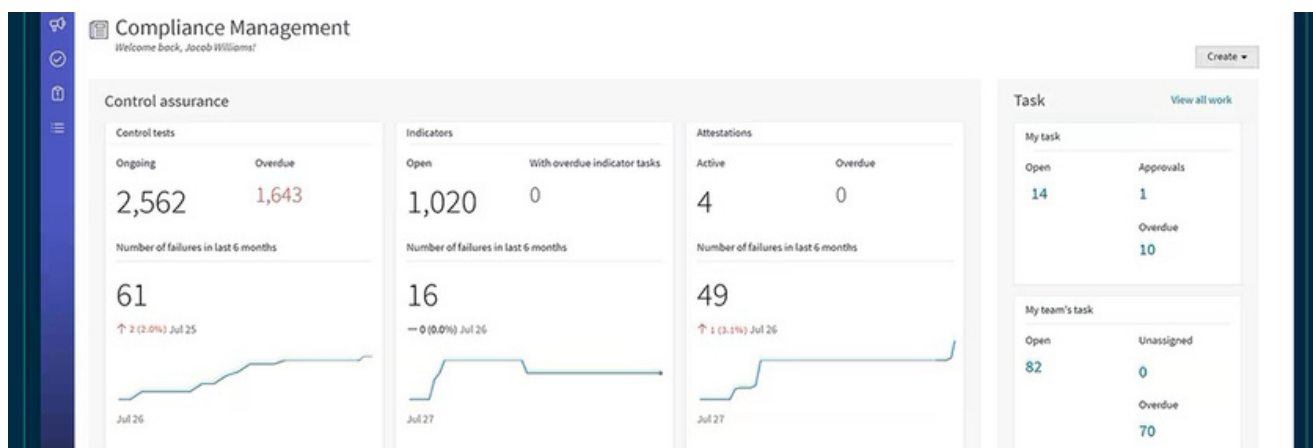 Compliance Management
Welcome back, Jacob Williams!
Create
Control assurance
Control tests
Ongoing
Overdue
2,562
1,643
Number of failures in last 6 months
61
↑ 2 (2.0%) Jul 25
Jul 26
Indicators
Open
With overdue indicator tasks
1,020
0
Number of failures in last 6 months
16
— 0 (0.0%) Jul 26
Jul 27
Attestations
Active
Overdue
4
0
Number of failures in last 6 months
49
↑ 1 (3.1%) Jul 26
Jul 27
Task
View all work
My task
Open
Approvals
14
1
Overdue
10
My team's task
Open
Unassigned
82
0
Overdue
70